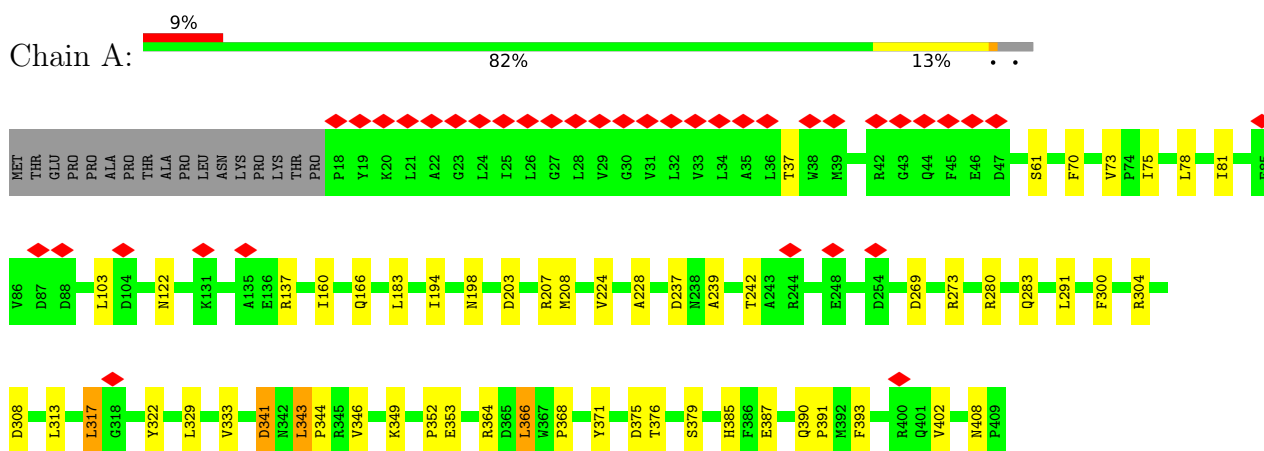 9%
Chain A:
82% 13% • •
MET THR GLU PRO PRO ALA PRO THR ALA PRO LEU ASN LYS PRO LYS THR PRO P18 Y19 K20 L21 A22 G23 L24 I25 L26 G27 L28 V29 G30 V31 L32 V33 L34 A35 L36 T37 W38 M39 R42 G43 Q44 F45 E46 D47 S61 F70 V73 P74 I75 L78 I81
V86 D87 D88 L103 D104 N122 K131 A135 E136 R137 I160 Q166 L183 I194 N198 D203 R207 M208 V224 A228 D237 N238 A239 T242 A243 R244 E248 D254 D269 R273 R280 Q283 L291 F300 R304
D308 L313 L317 G318 Y322 L329 V333 D341 N342 L343 P344 R345 V346 K349 P352 E353 R364 D365 L366 W367 P368 Y371 D375 T376 S379 H385 F386 E387 Q390 P391 M392 F393 R400 Q401 V402 N408 P409